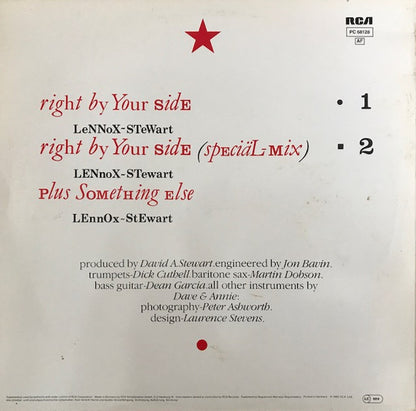 RCA
PC 68128
AF
right by Your SiDE • 1
LeNNoX-STeWart
right by Your SiDE (speciäL Mix) ▪ 2
LENnoX-STewart
Plus SoMEtHing ElSe
LEnnOx-StEwart
produced by David A.Stewart.engineered by Jon Bavin.
trumpets-Dick Cuthell.baritone sax-Martin Dobson.
bass guitar-Dean Garcia.all other instruments by
Dave & Annie:
photography-Peter Ashworth.
design-Laurence Stevens.